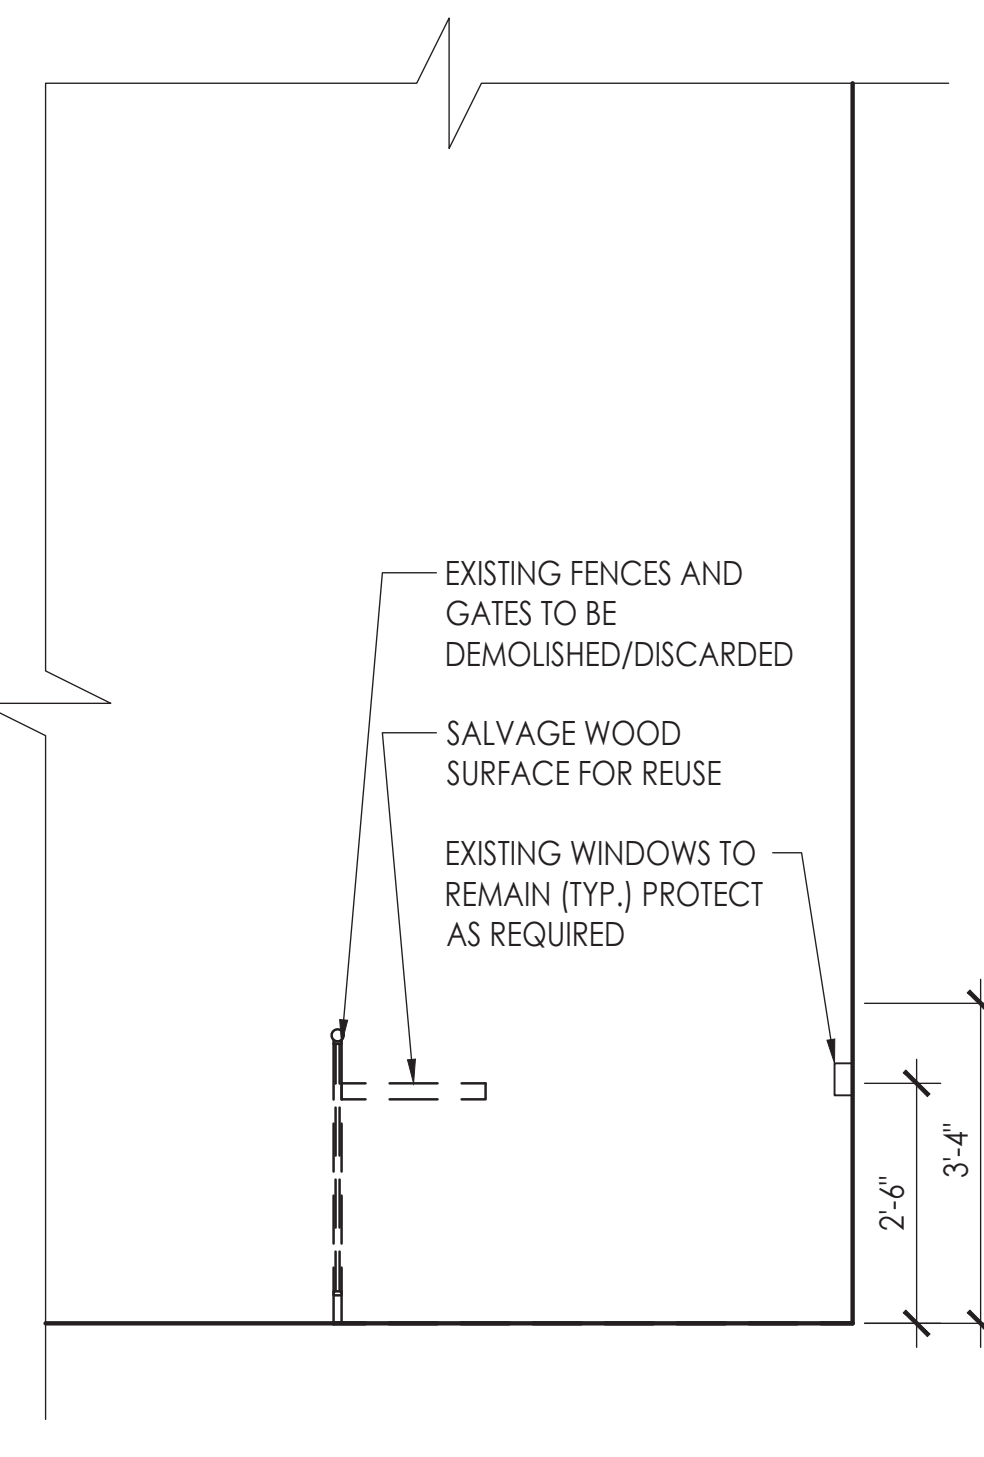 EXISTING FENCES AND
GATES TO BE
DEMOLISHED/DISCARDED
SALVAGE WOOD
SURFACE FOR REUSE
EXISTING WINDOWS TO
REMAIN (TYP.) PROTECT
AS REQUIRED
2'-6"
3'-4"